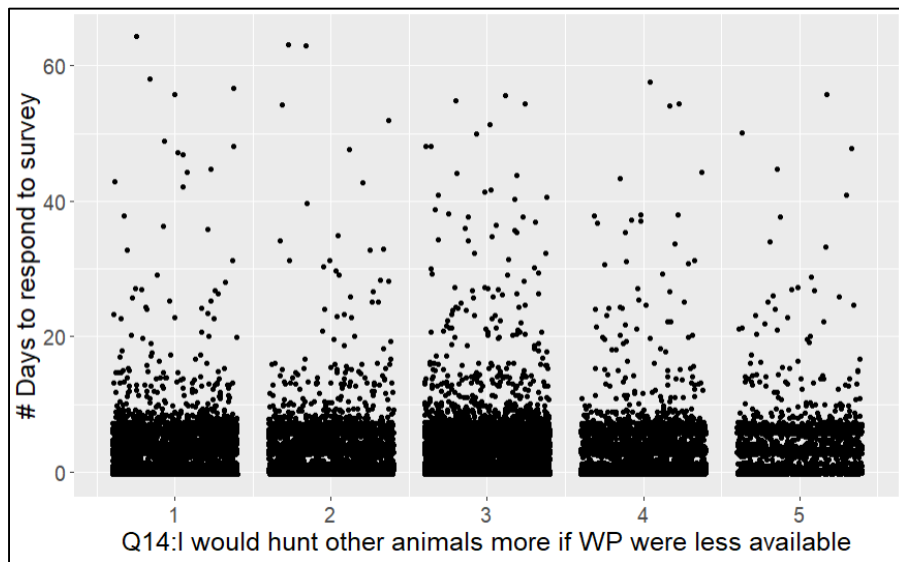 # Days to respond to survey
60
40
20
0
1 2 3 4 5
Q14:I would hunt other animals more if WP were less available